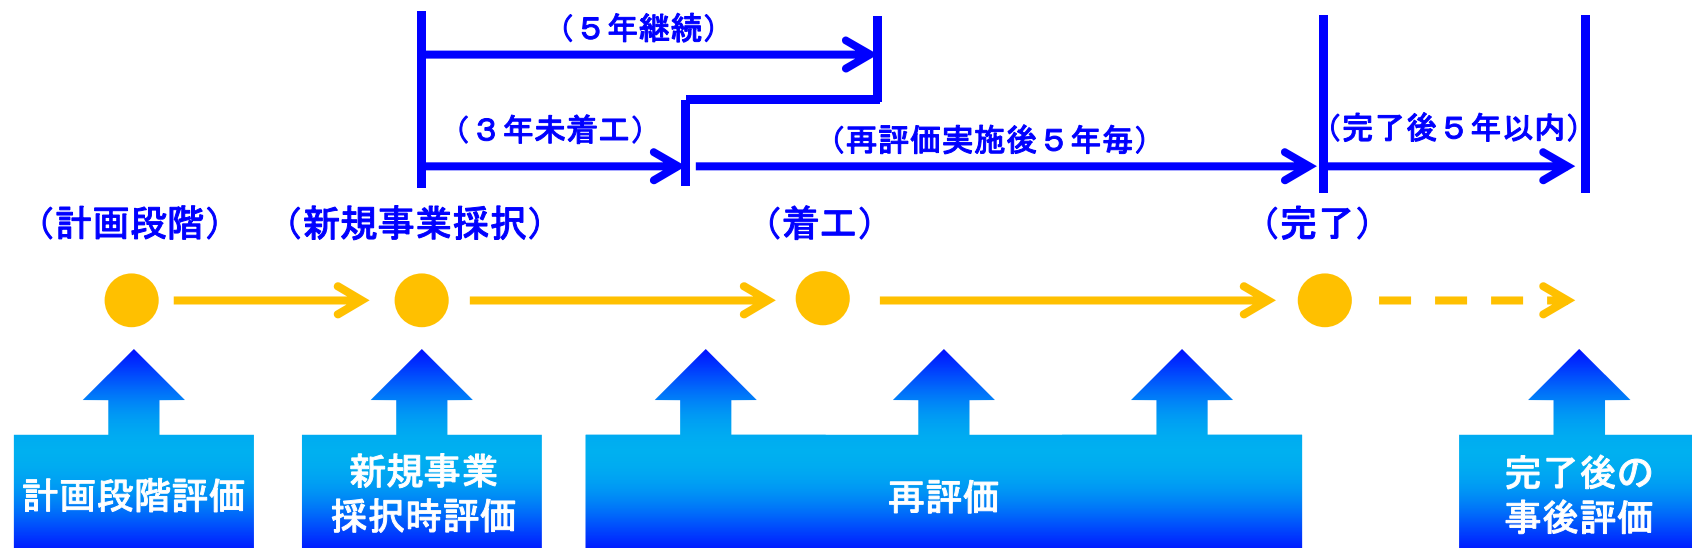 （５年継続）
（３年未着工）
（再評価実施後５年毎）
（完了後５年以内）
（計画段階）
（新規事業採択）
（着工）
（完了）
計画段階評価
新規事業
採択時評価
再評価
完了後の
事後評価